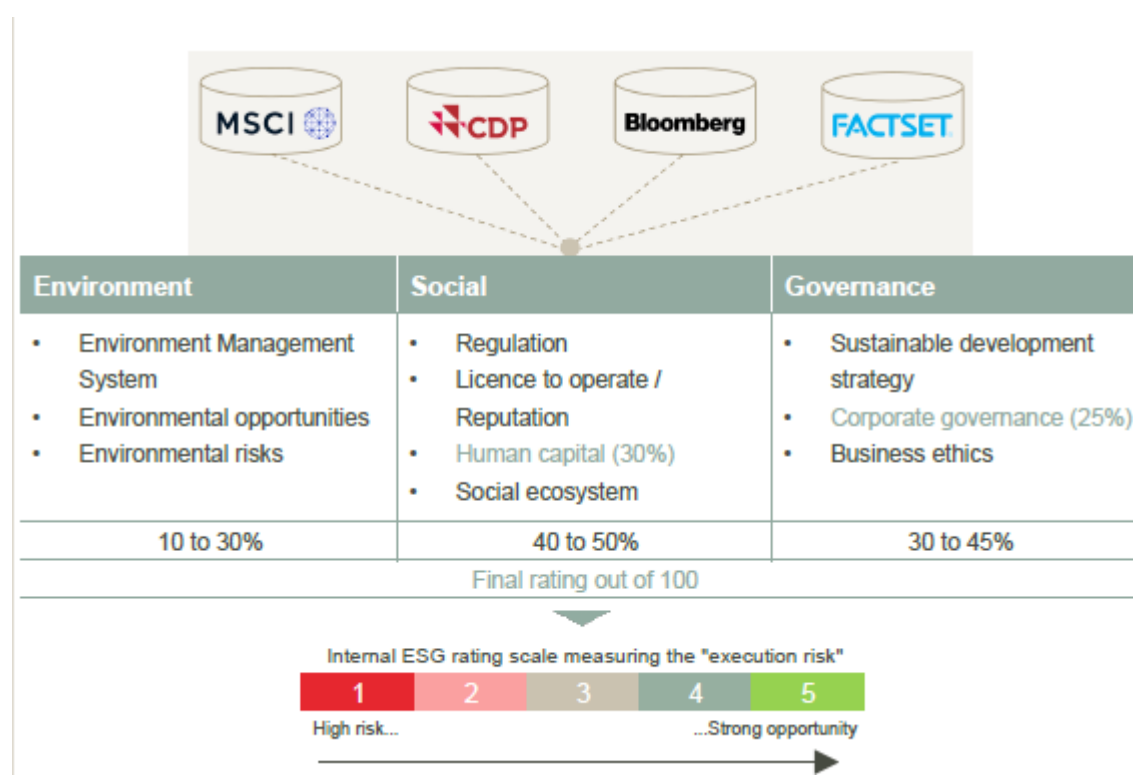 MSCI
CDP
Bloomberg
FACTSET
Environment
Social
Governance
• Environment Management
System
• Environmental opportunities
• Environmental risks
• Regulation
• Licence to operate /
Reputation
• Human capital (30%)
• Social ecosystem
• Sustainable development
strategy
• Corporate governance (25%)
• Business ethics
10 to 30%
40 to 50%
30 to 45%
Final rating out of 100
Internal ESG rating scale measuring the "execution risk"
1 2 3 4 5
High risk... ...Strong opportunity